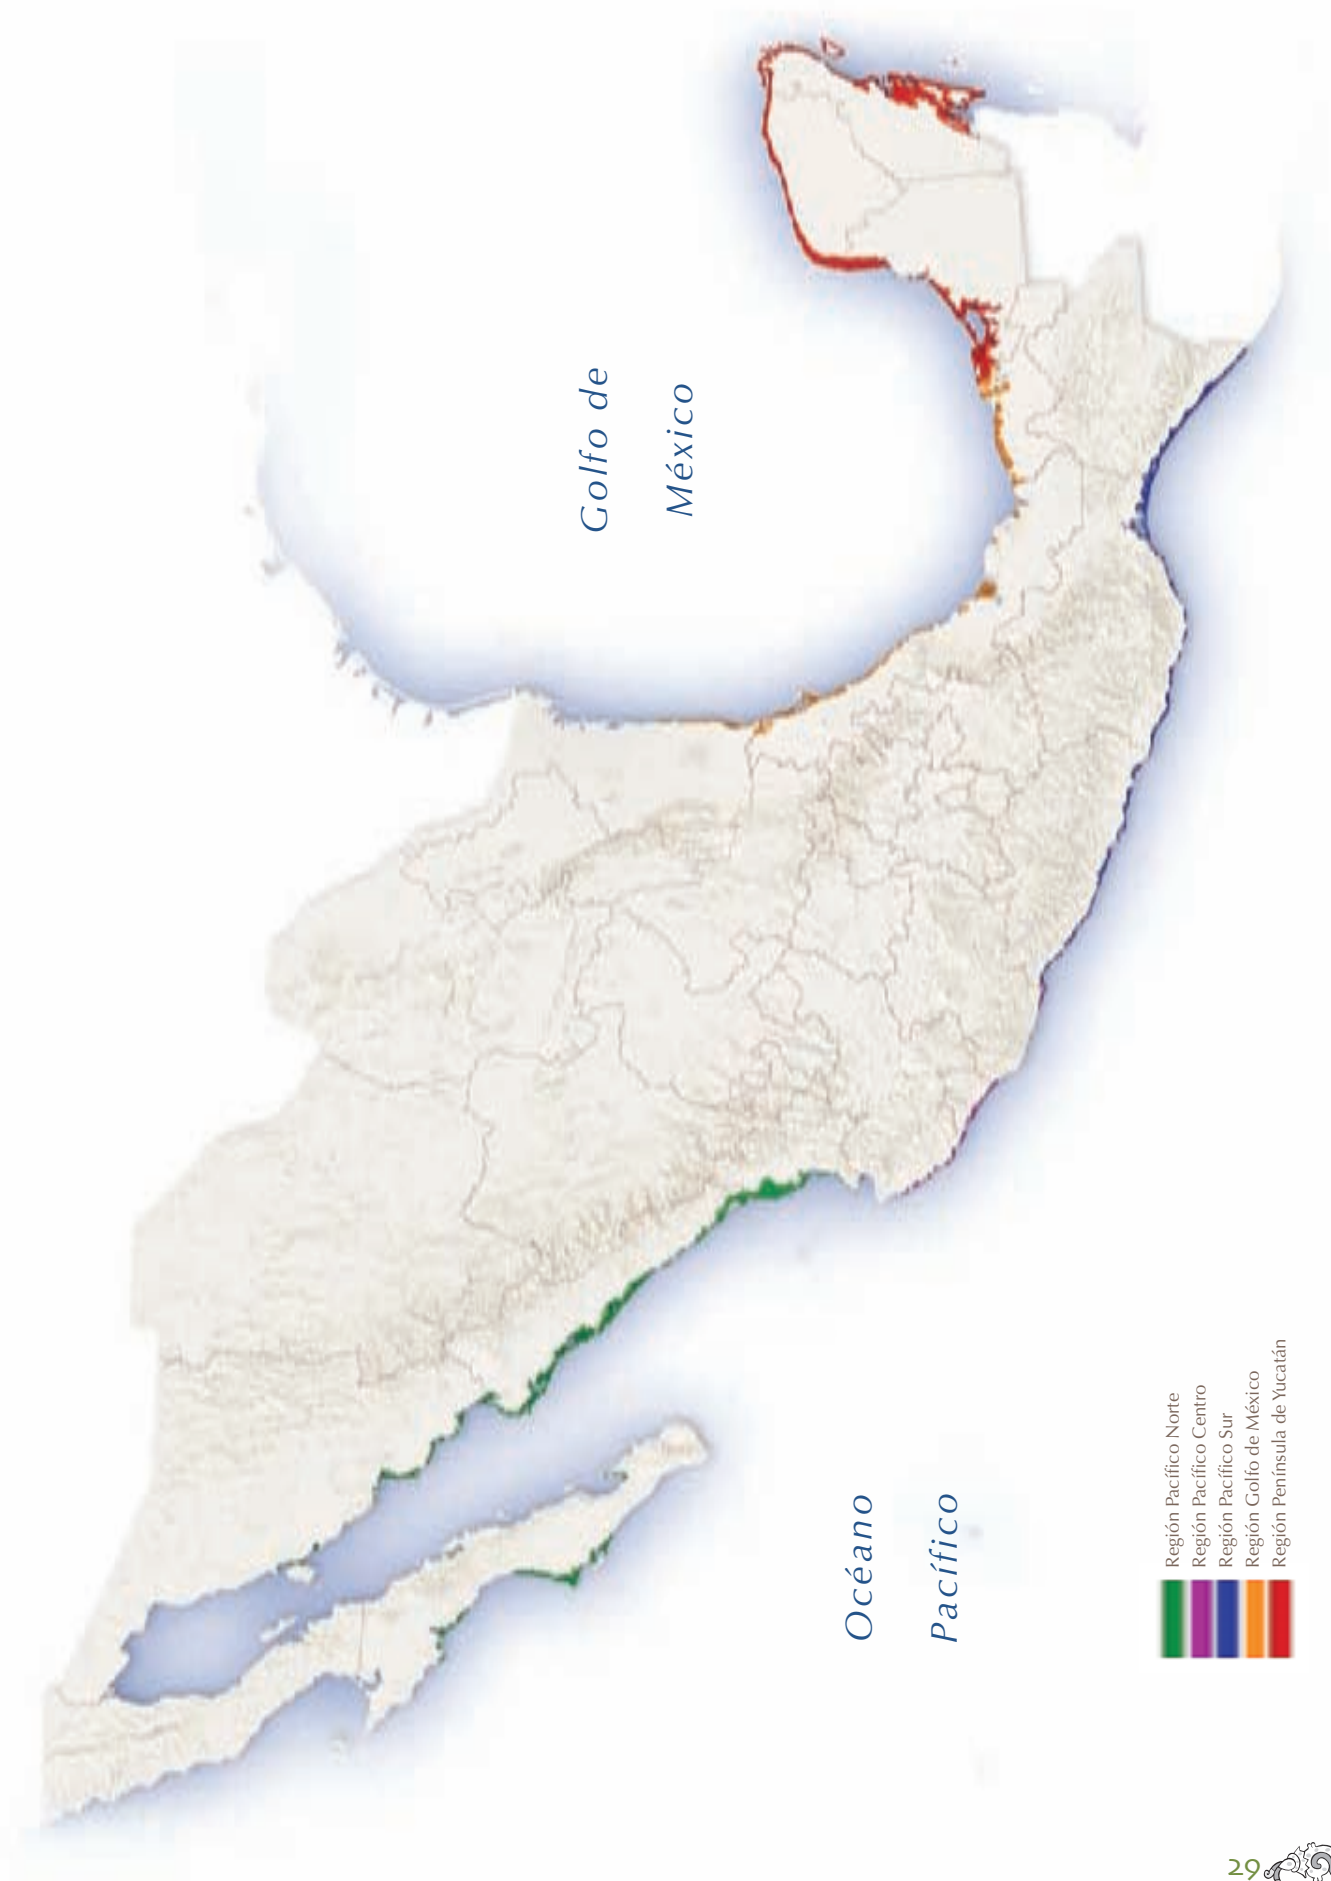 Golfo de
México
Océano
Pacífico
Región Pacífico Norte
Región Pacífico Centro
Región Pacífico Sur
Región Golfo de México
Región Península de Yucatán
29